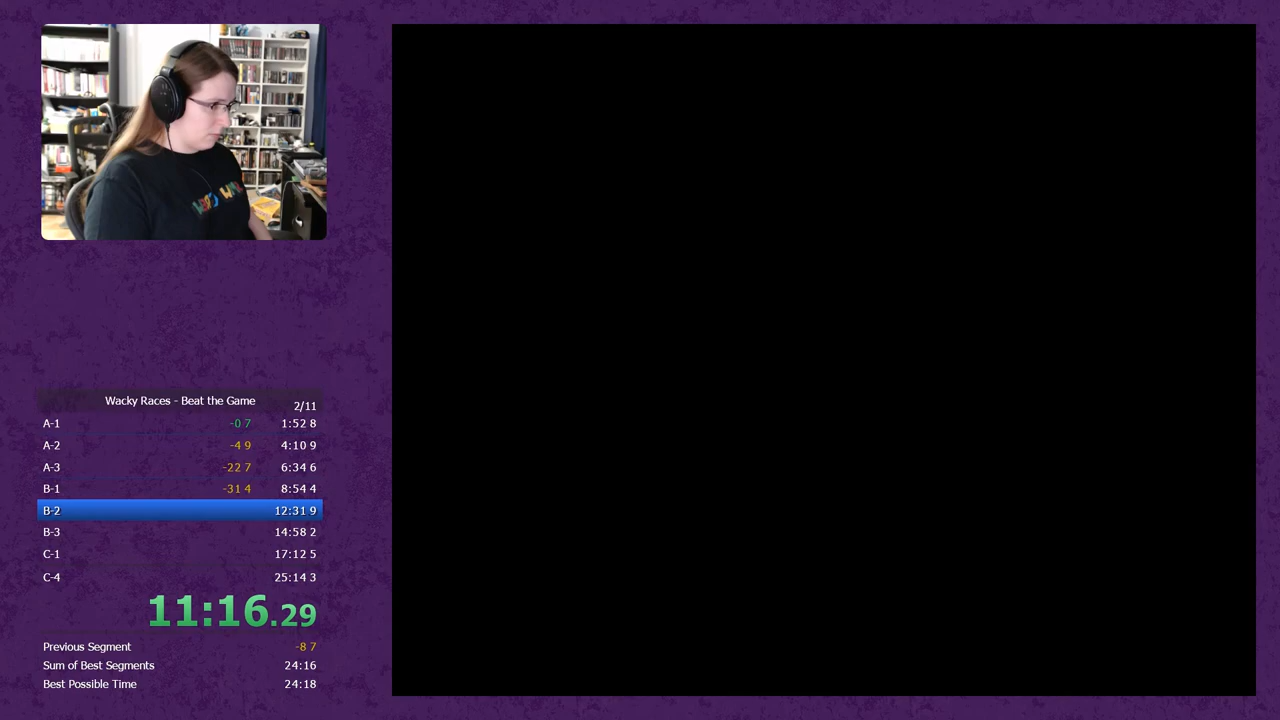 Wacky Races - Beat the Game
2/11
A-1 -0 7 1:52 8
A-2 -4 9 4:10 9
A-3 -22 7 6:34 6
B-1 -31 4 8:54 4
B-2 12:31 9
B-3 14:58 2
C-1 17:12 5
C-4 25:14 3
11:16.29
Previous Segment -8 7
Sum of Best Segments 24:16
Best Possible Time 24:18